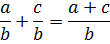 a/b + c/b = (a + c)/b